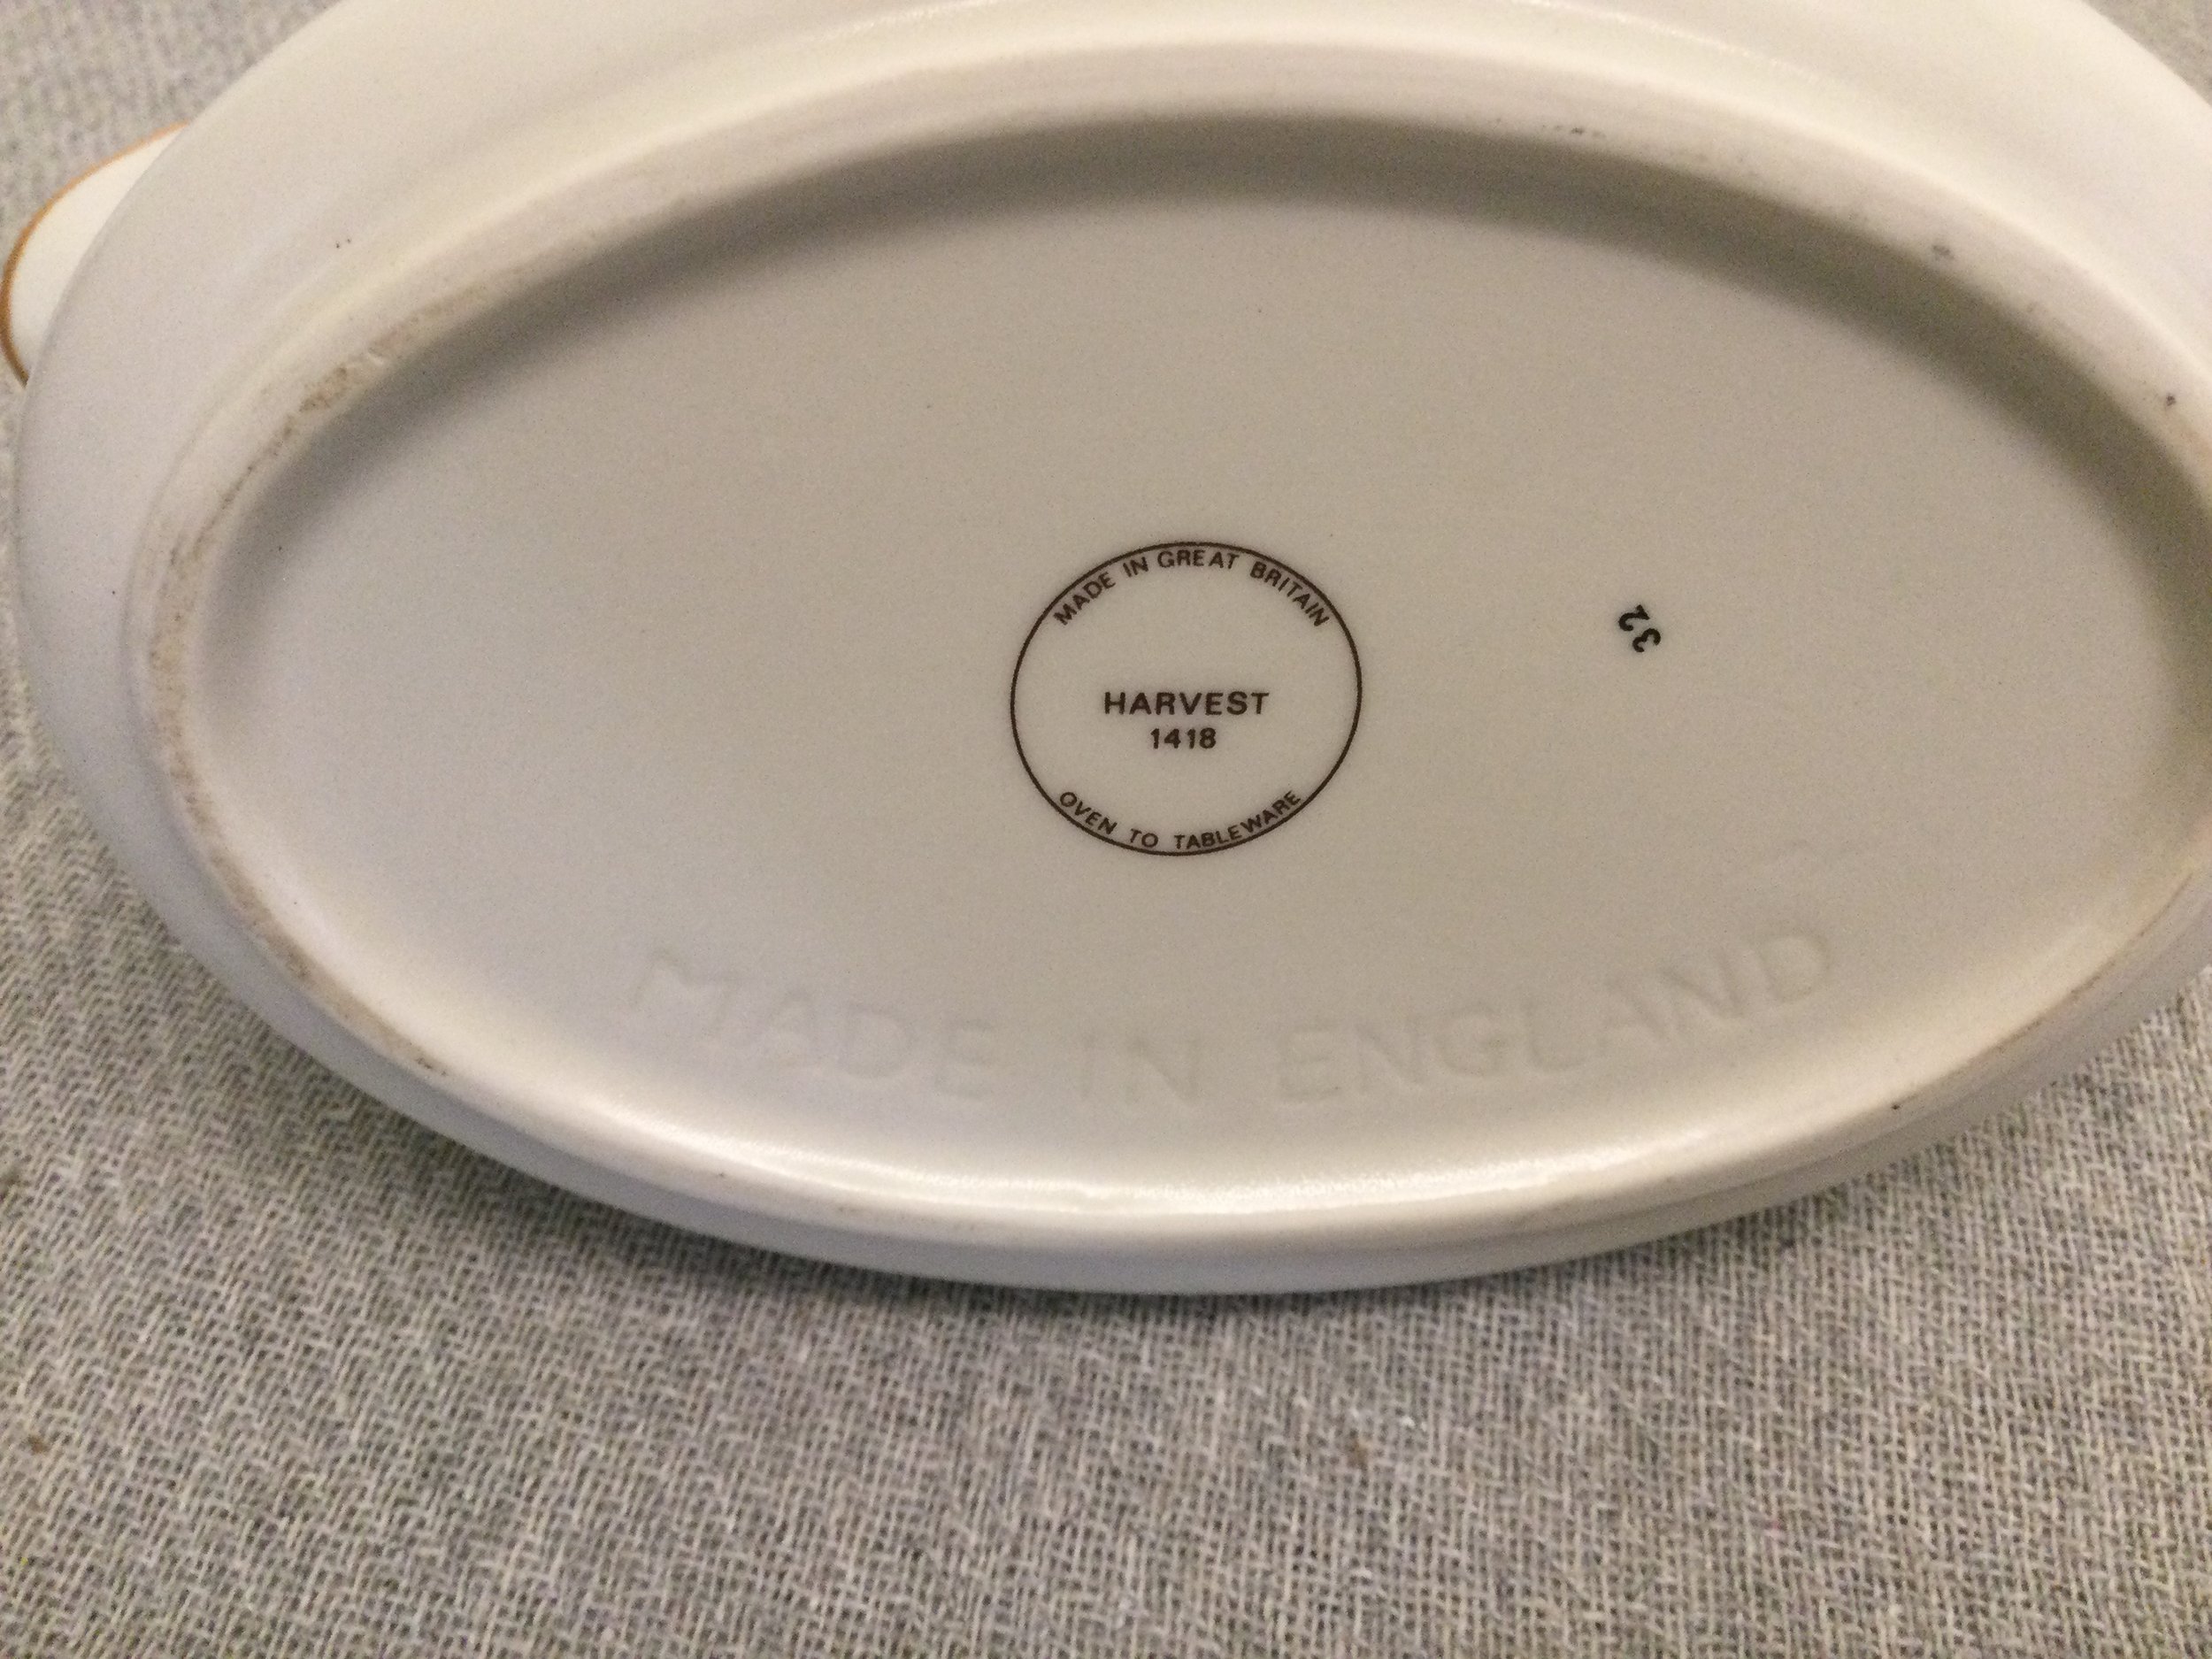 MADE IN GREAT BRITAIN
HARVEST
1418
OVEN TO TABLEWARE
32
MADE IN ENGLAND